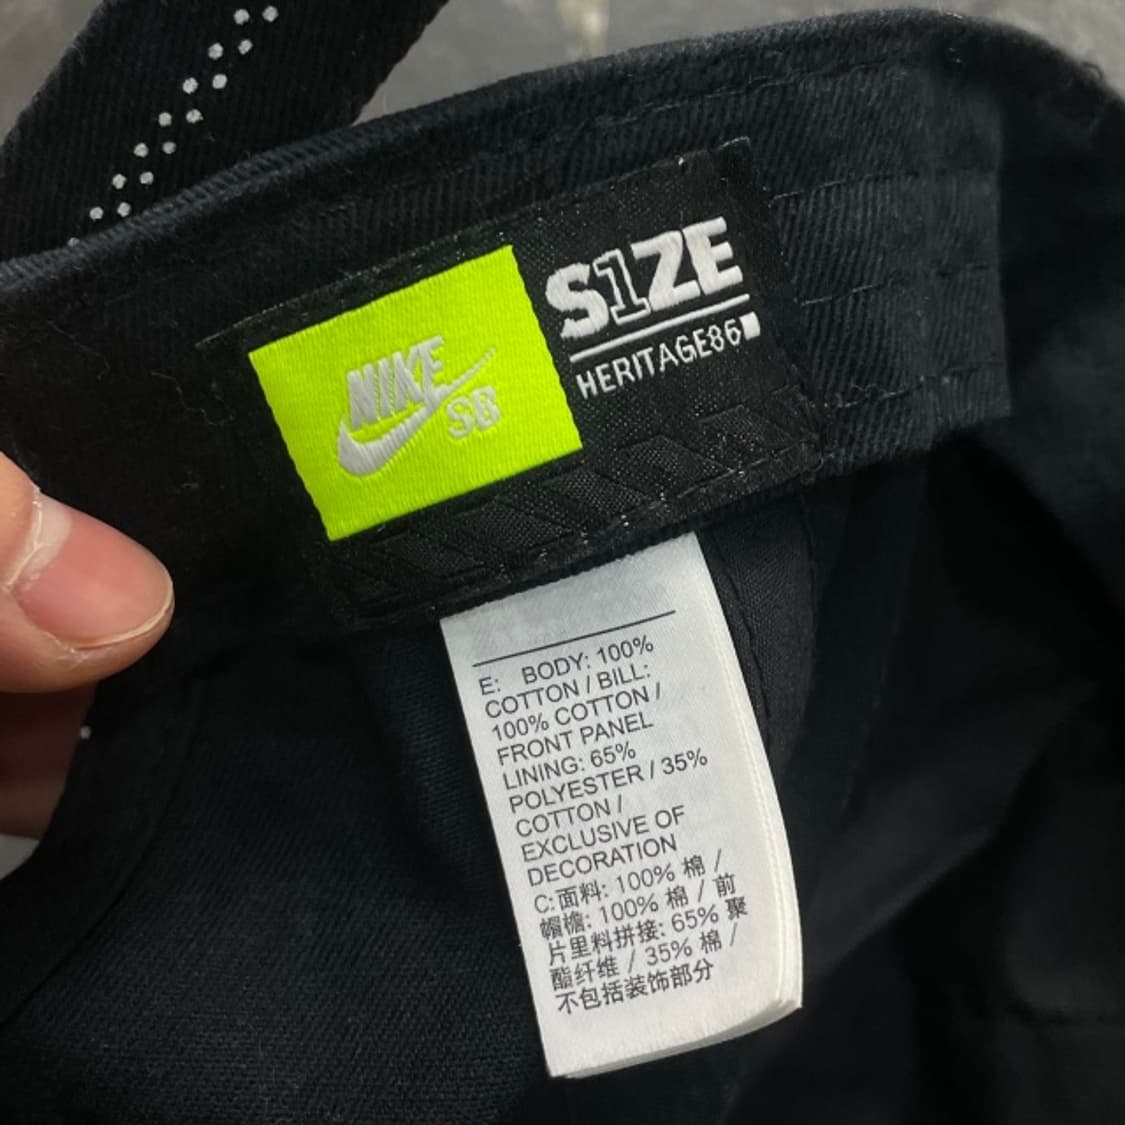 NIKE
SB
S1ZE
HERITAGE86
E: BODY: 100%
COTTON / BILL:
100% COTTON /
FRONT PANEL
LINING: 65%
POLYESTER / 35%
COTTON /
EXCLUSIVE OF
DECORATION
C:面料: 100% 棉 /
帽檐: 100% 棉 / 前
片里料拼接: 65% 聚
酯纤维 / 35% 棉 /
不包括装饰部分